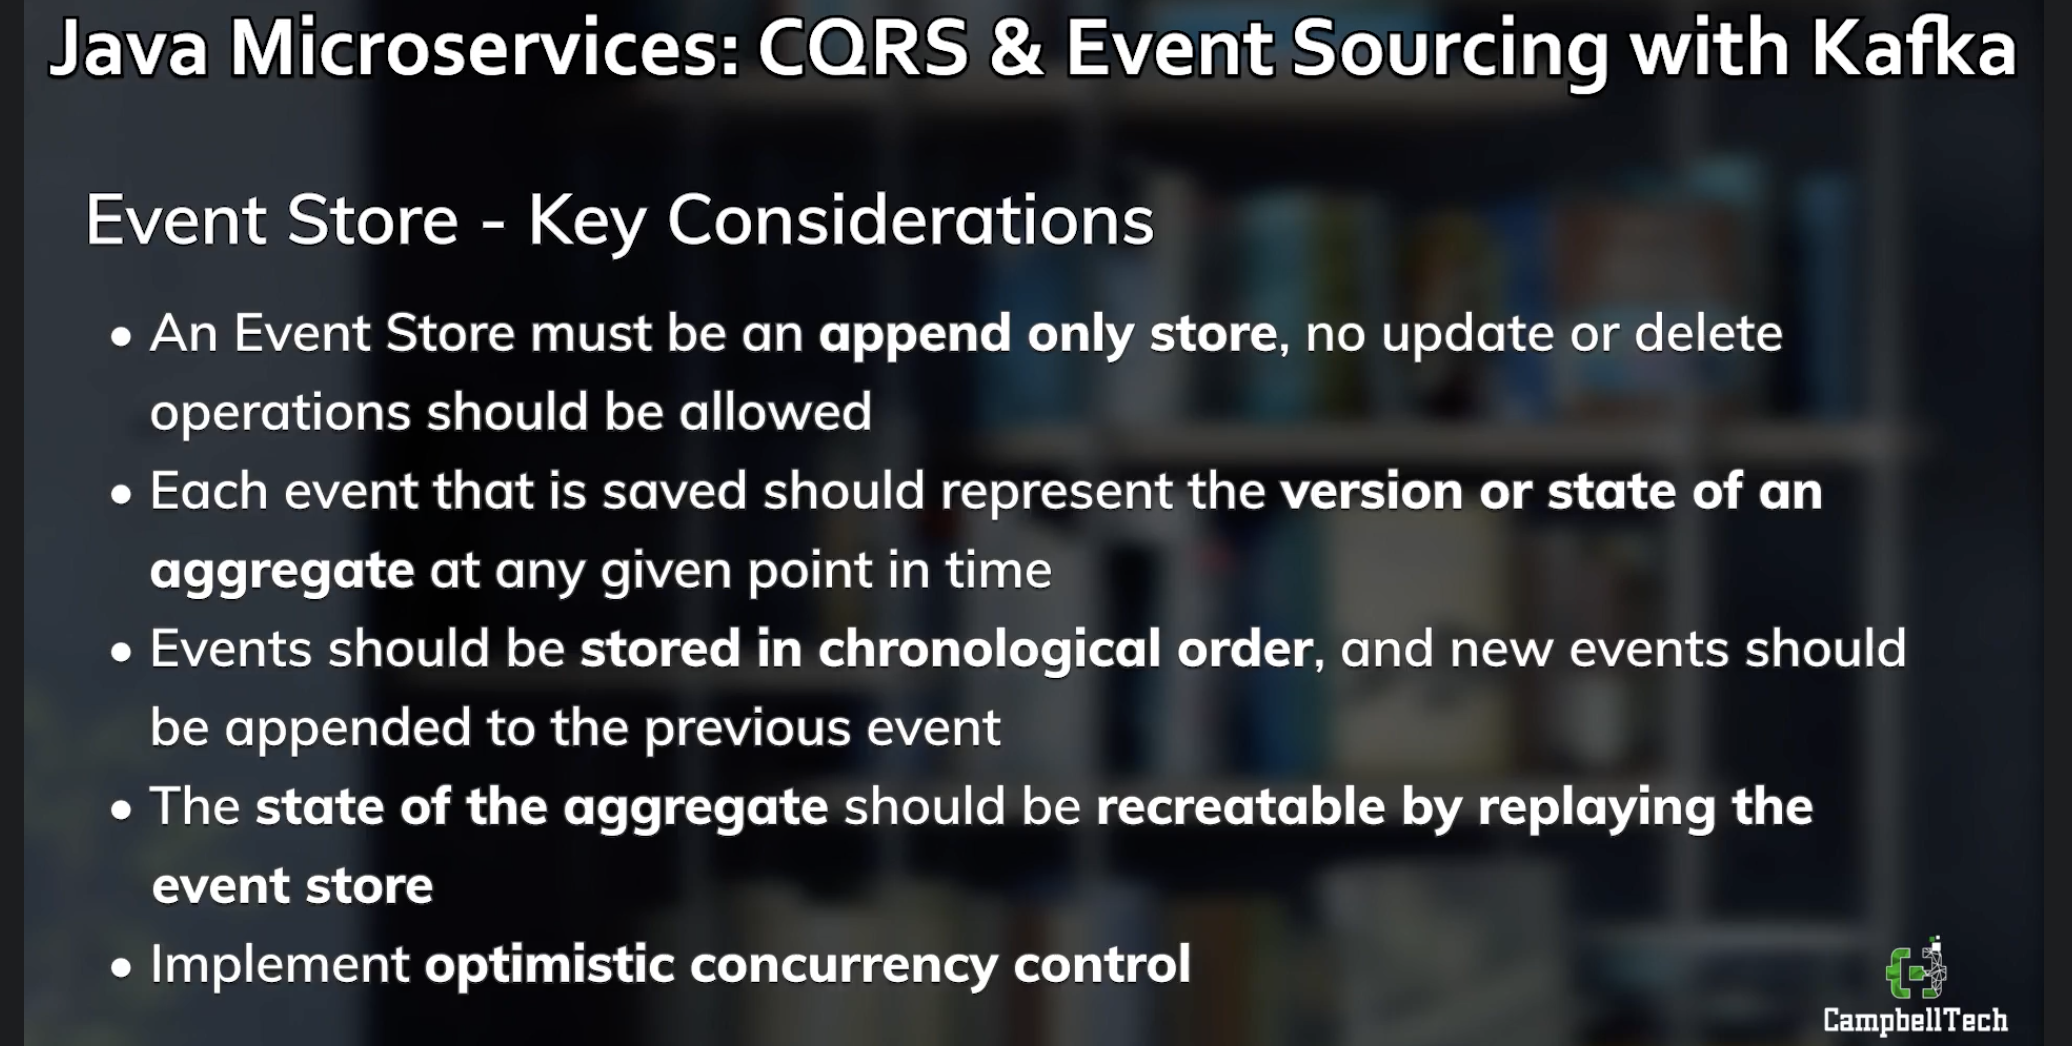 Java Microservices: CQRS & Event Sourcing with Kafka
Event Store - Key Considerations
• An Event Store must be an append only store, no update or delete
operations should be allowed
• Each event that is saved should represent the version or state of an
aggregate at any given point in time
• Events should be stored in chronological order, and new events should
be appended to the previous event
• The state of the aggregate should be recreatable by replaying the
event store
• Implement optimistic concurrency control
CampbellTech